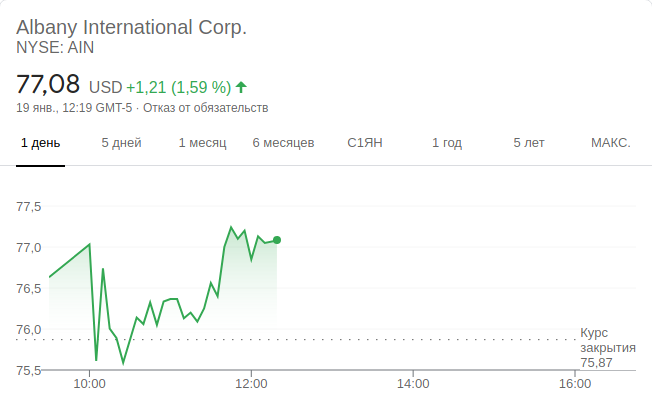 Albany International Corp.
NYSE: AIN
77,08 USD +1,21 (1,59 %)
19 янв., 12:19 GMT-5 · Отказ от обязательств
1 день 5 дней 1 месяц 6 месяцев С1ЯН 1 год 5 лет МАКС.
77,5
77,0
76,5
76,0
Курс
закрытия
75,87
75,5
10:00 12:00 14:00 16:00